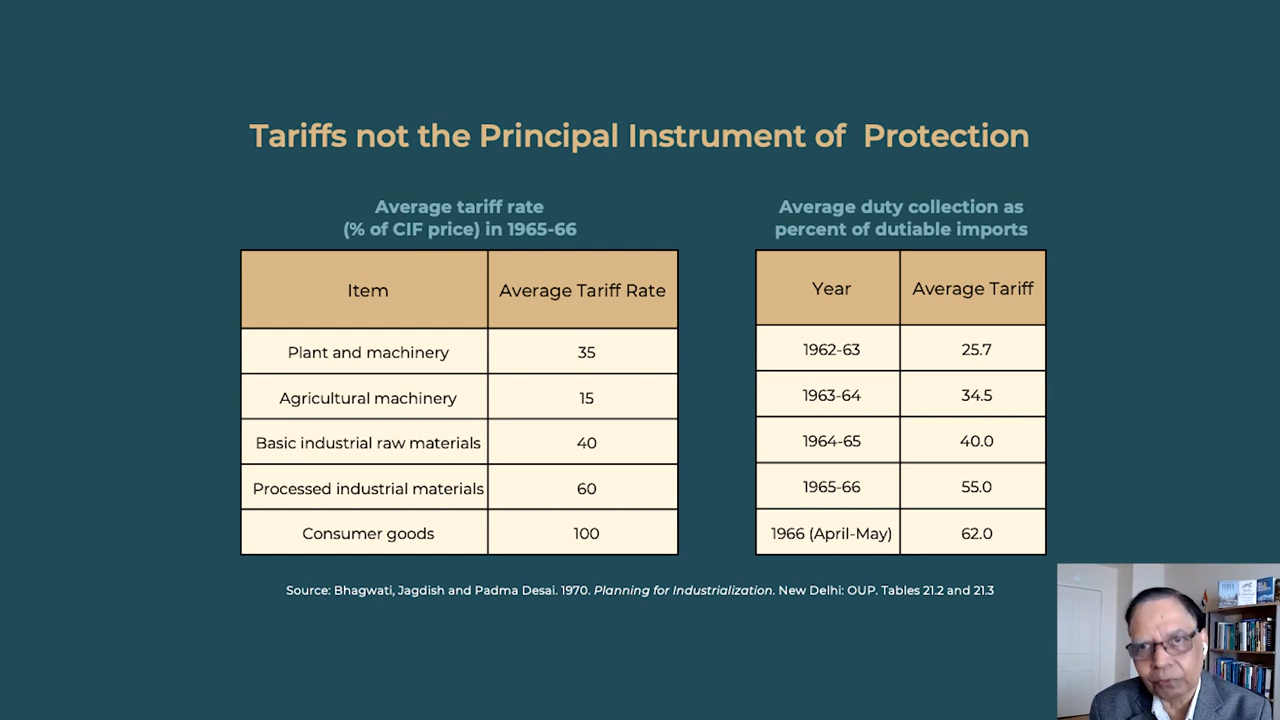 Tariffs not the Principal Instrument of Protection
Average tariff rate
(% of CIF price) in 1965-66
Item Average Tariff Rate
Plant and machinery 35
Agricultural machinery 15
Basic industrial raw materials 40
Processed industrial materials 60
Consumer goods 100
Average duty collection as
percent of dutiable imports
Year Average Tariff
1962-63 25.7
1963-64 34.5
1964-65 40.0
1965-66 55.0
1966 (April-May) 62.0
Source: Bhagwati, Jagdish and Padma Desai. 1970. Planning for Industrialization. New Delhi: OUP. Tables 21.2 and 21.3